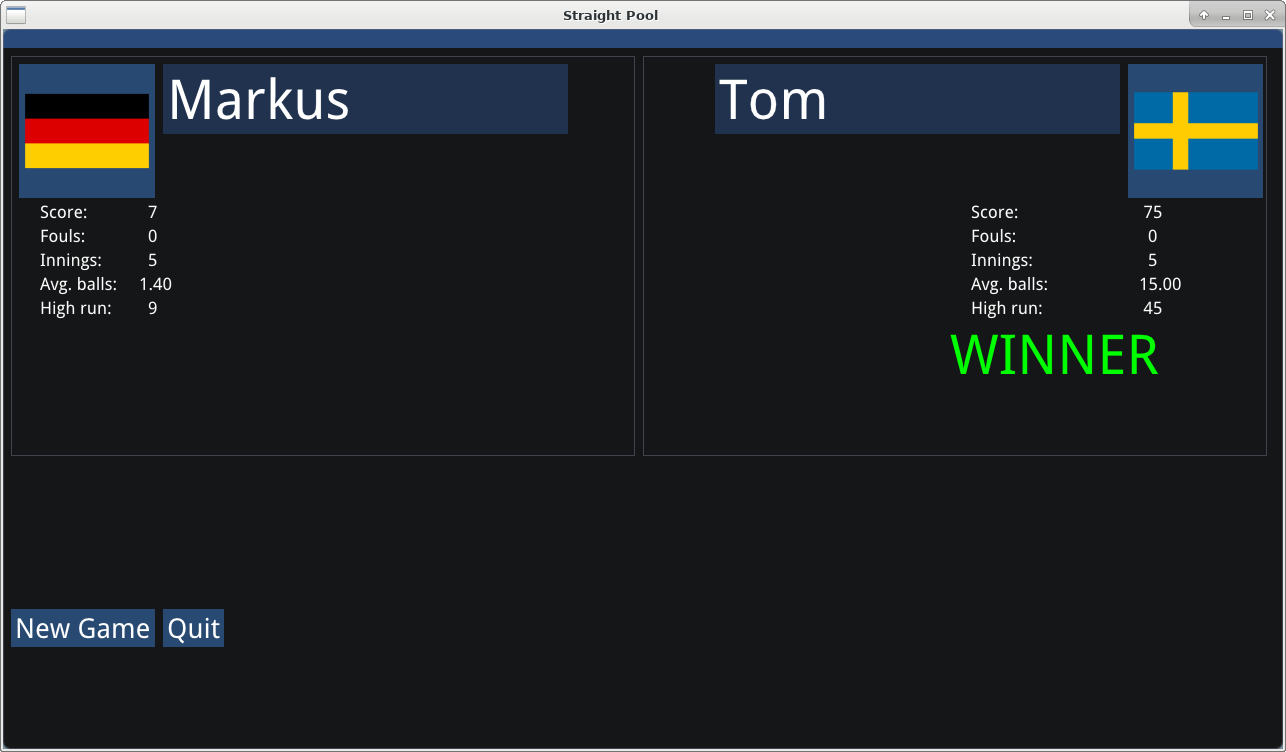 Straight Pool
Markus
Score: 7
Fouls: 0
Innings: 5
Avg. balls: 1.40
High run: 9
Tom
Score: 75
Fouls: 0
Innings: 5
Avg. balls: 15.00
High run: 45
WINNER
New Game Quit